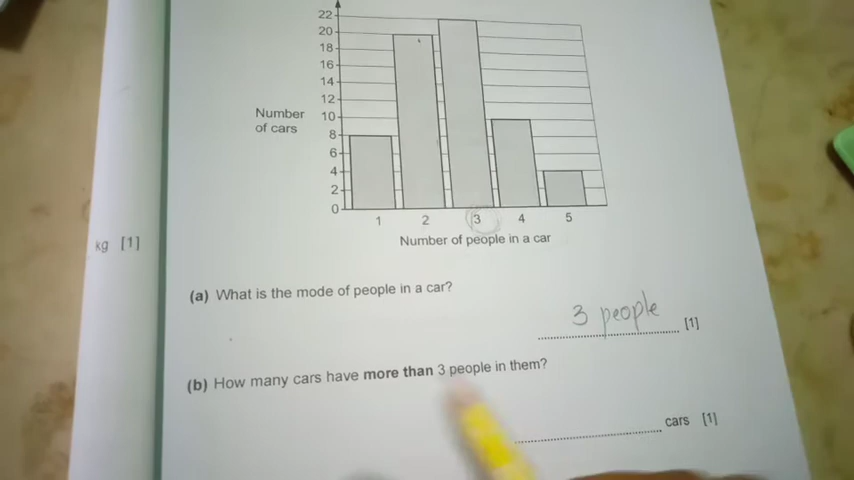 22
20
18
16
14
12
10
8
6
4
2
0
Number
of cars
1 2 3 4 5
Number of people in a car
kg [1]
(a) What is the mode of people in a car?
3 people [1]
(b) How many cars have more than 3 people in them?
cars [1]